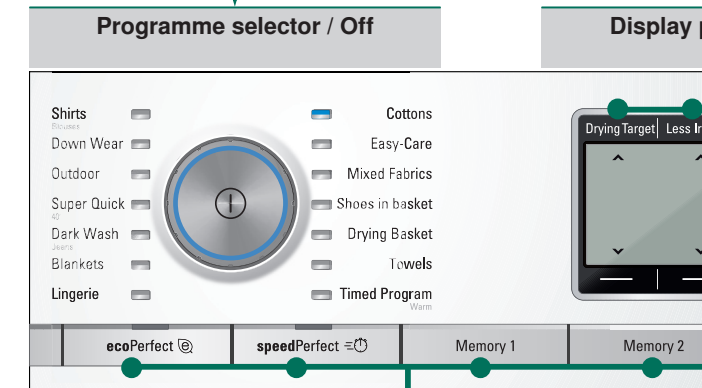 Programme selector / Off
Display p
Shirts
Blouses
Down Wear
Outdoor
Super Quick
40
Dark Wash
Jeans
Blankets
Lingerie
Cottons
Easy-Care
Mixed Fabrics
Shoes in basket
Drying Basket
Towels
Timed Program
Warm
Drying Target
Less Ir
ecoPerfect
speedPerfect
Memory 1
Memory 2